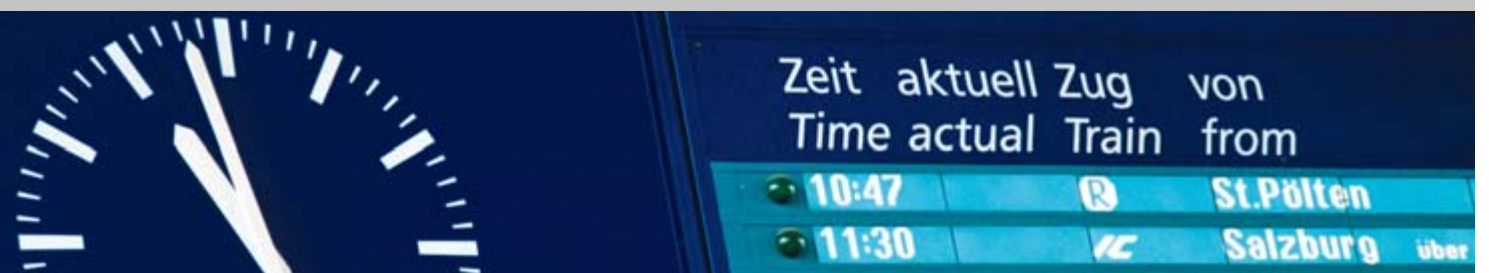 Zeit aktuell Zug von
Time actual Train from
10:47 R St.Pölten
11:30 IC Salzburg über